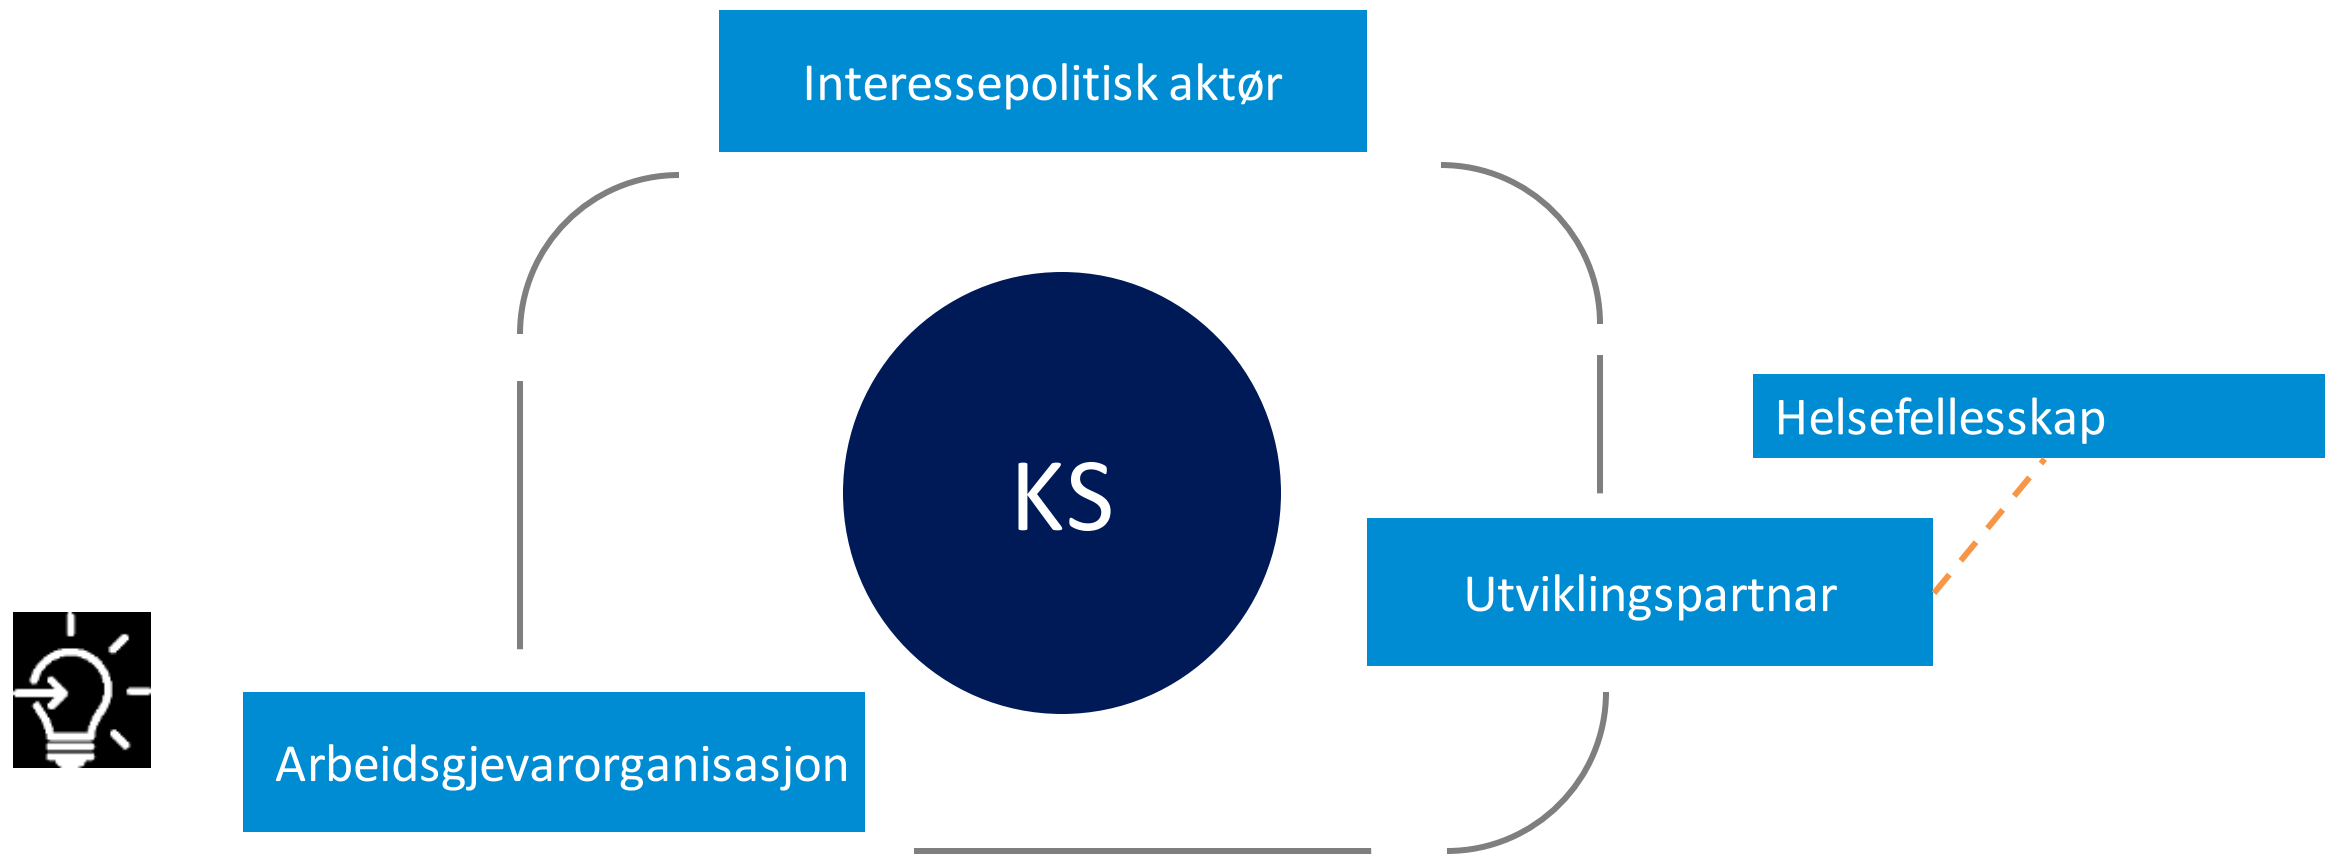 Interessepolitisk aktør
Helsefellesskap
KS
Utviklingspartnar
Arbeidsgjevarorganisasjon